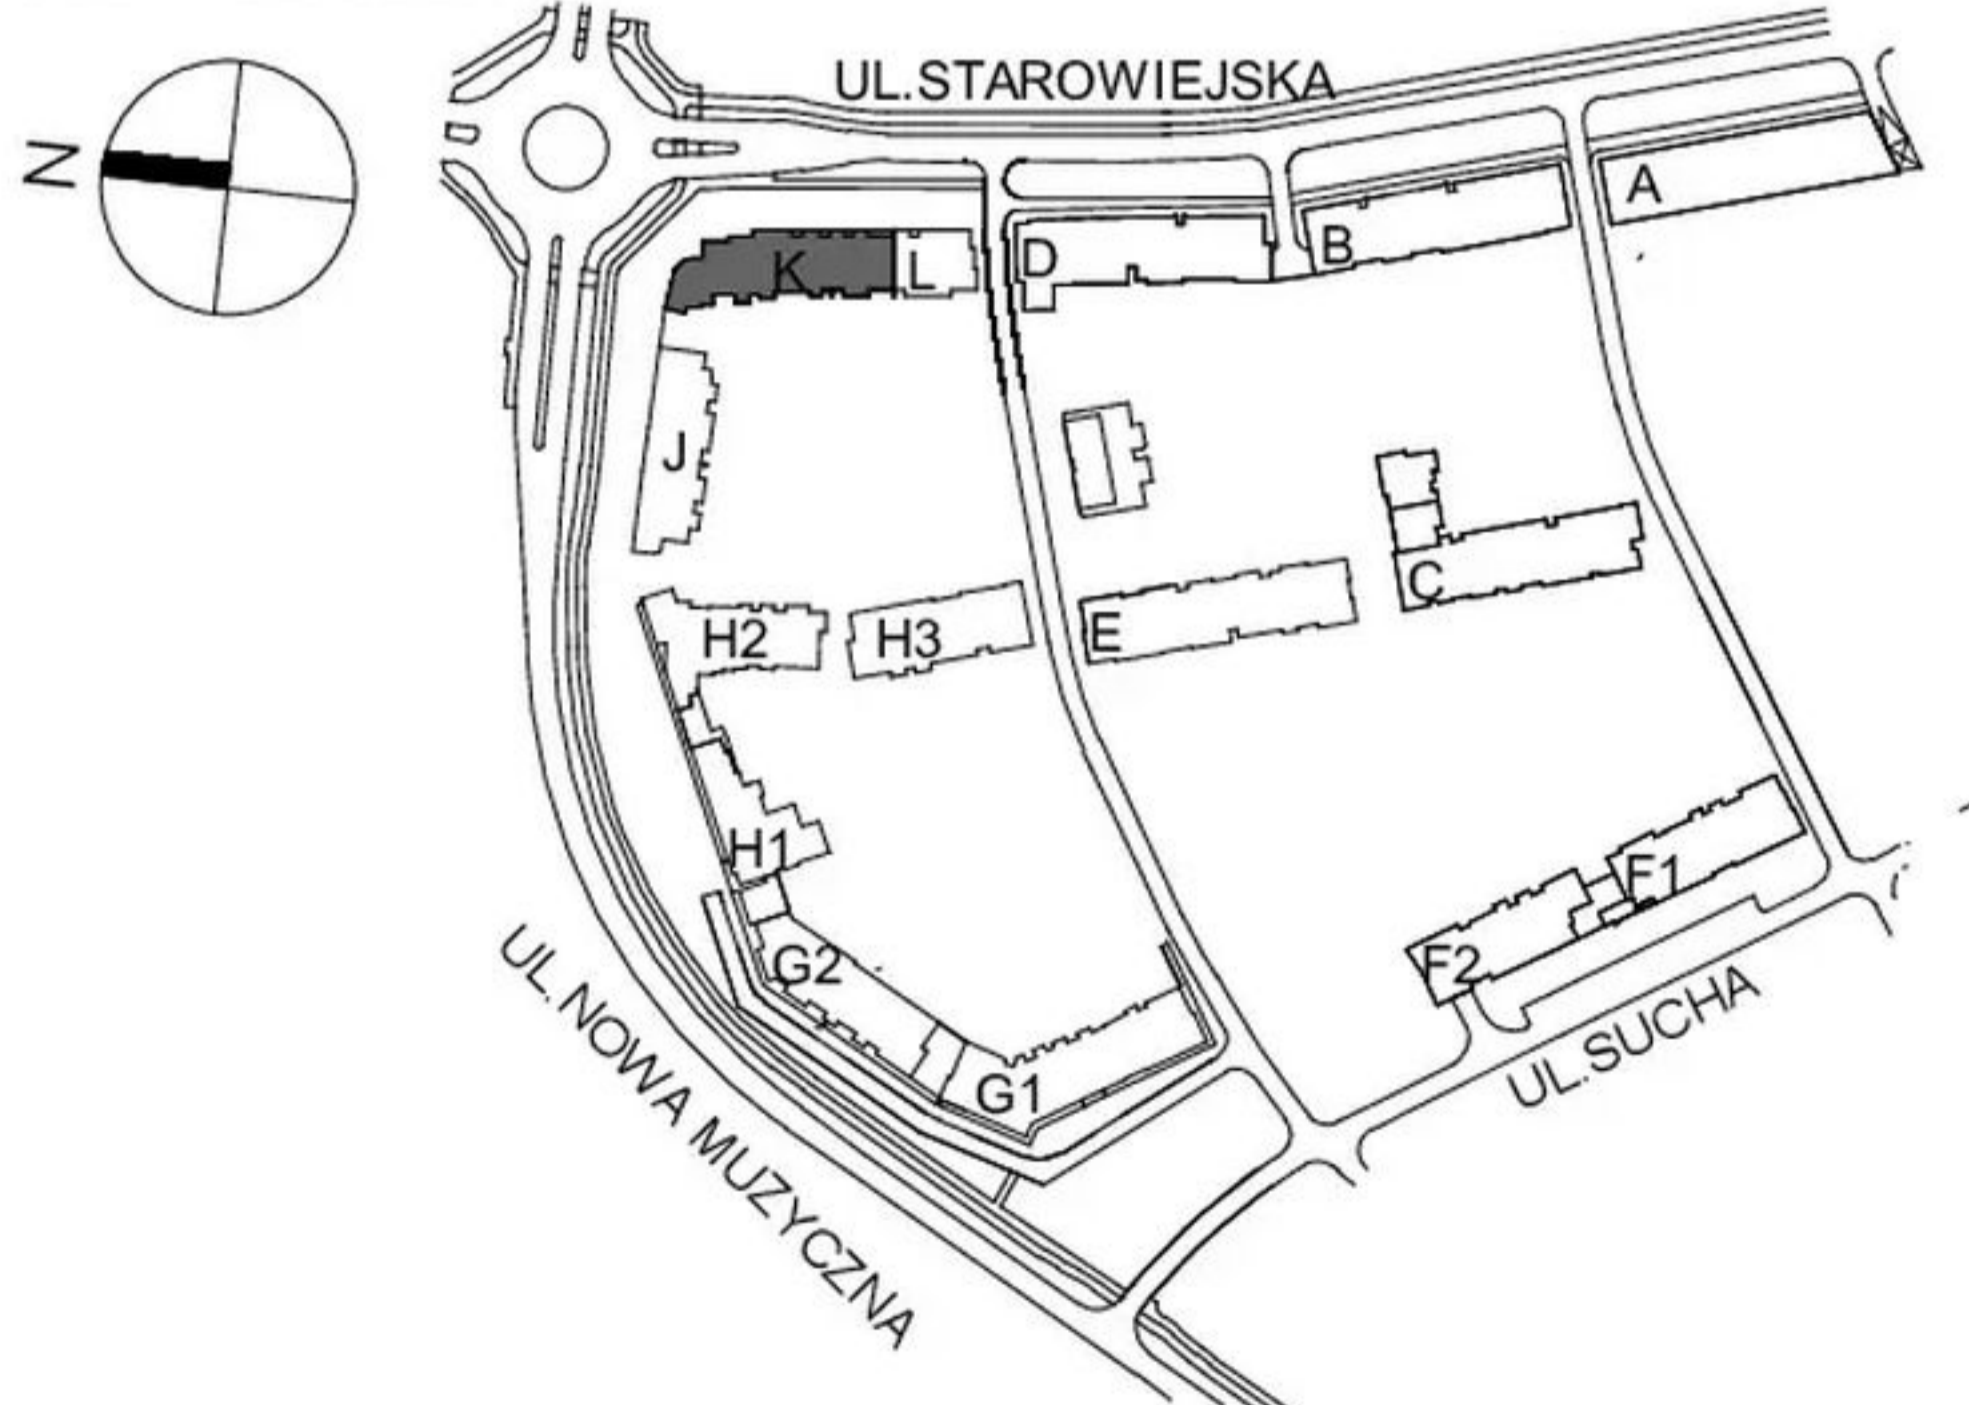 UL.STAROWIEJSKA
N
A
K
L
D
B
J
C
H2
H3
E
H1
F1
G2
F2
G1
UL.SUCHA
UL. NOWA MUZYCZNA